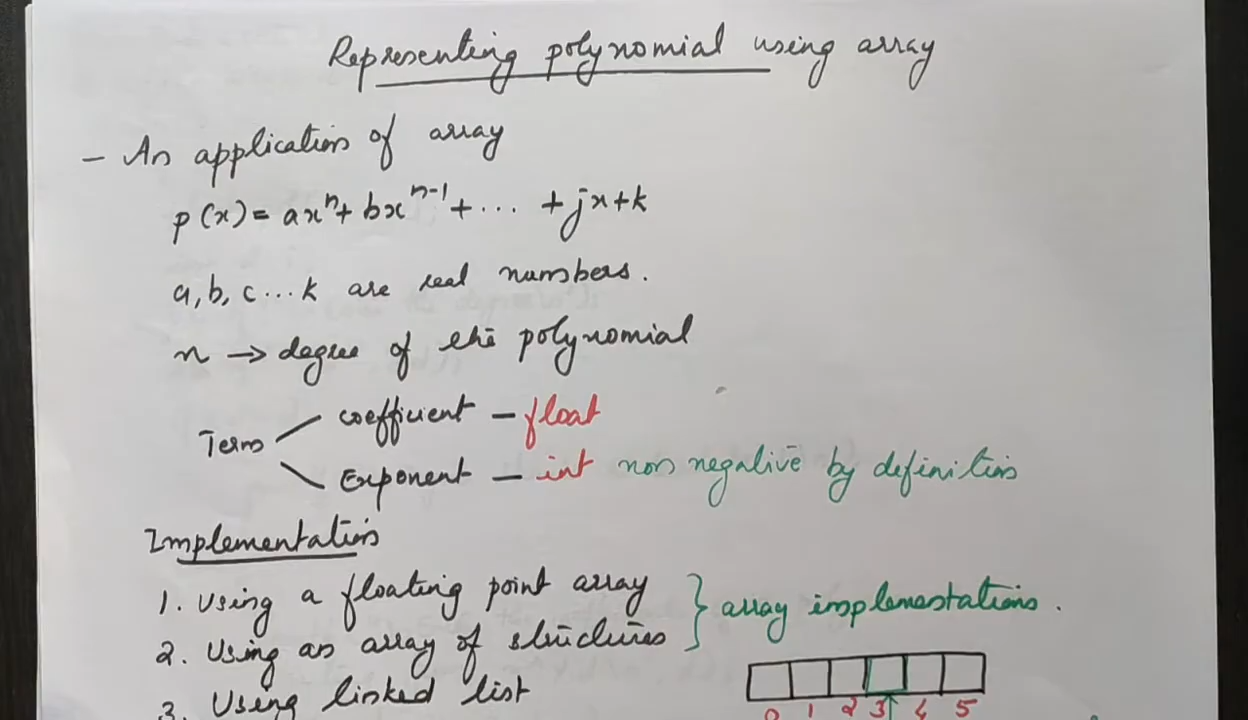 Representing polynomial using array
- An application of array
p(x) = axⁿ + bxⁿ⁻¹ + ... + jx + k
a, b, c ... k are real numbers.
n → degree of the polynomial
Term
coefficient - float
Exponent - int non negative by definition
Implementation
1. Using a floating point array
2. Using an array of structures
} array implementations.
3. Using linked list
0 1 2 3 4 5